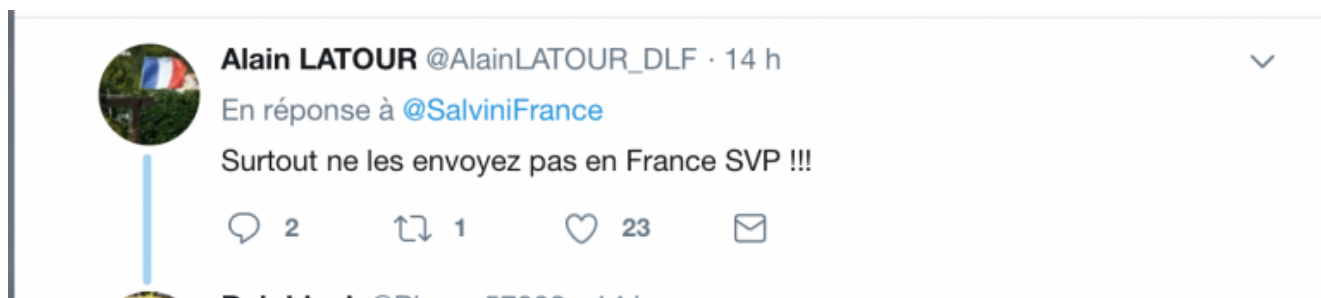 Alain LATOUR @AlainLATOUR_DLF · 14 h
En réponse à @SalviniFrance
Surtout ne les envoyez pas en France SVP !!!
2 1 23